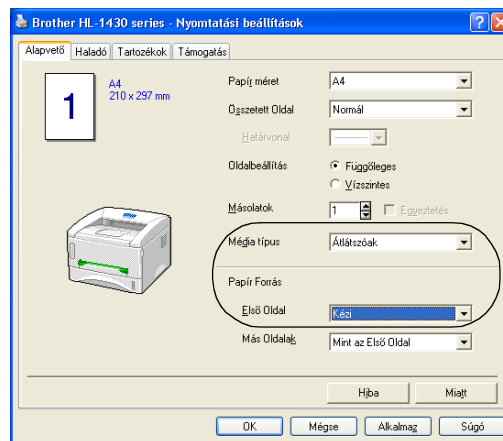 Brother HL-1430 series - Nyomtatási beállítások
Alapvető Haladó Tartozékok Támogatás
1
A4
210 x 297 mm
Papír méret A4
Összetett Oldal Normál
Határvonal
Oldalbeállítás Függőleges
Vízszintes
Másolatok 1 Egyeztetés
Média típus Átlátszóak
Papír Forrás
Első Oldal Kézi
Más Oldalak Mint az Első Oldal
Hiba Miatt
OK Mégse Alkalmaz Súgó